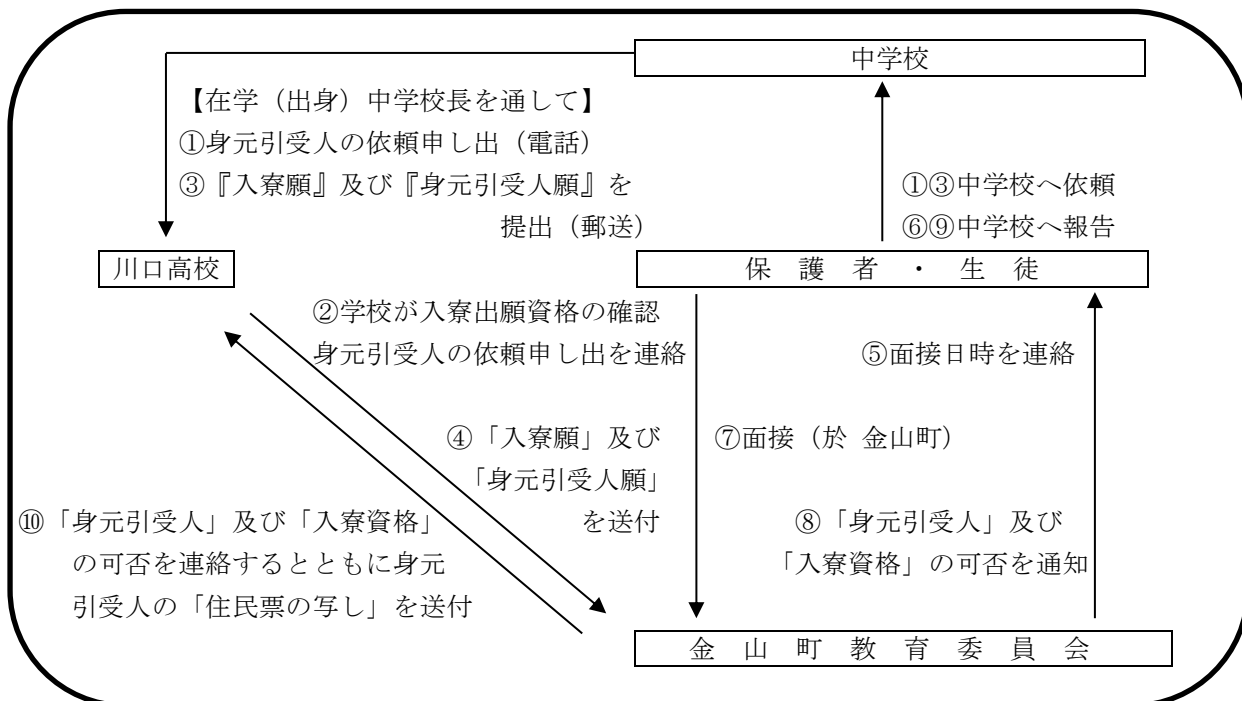 中学校
【在学（出身）中学校長を通して】
①身元引受人の依頼申し出（電話）
③『入寮願』及び『身元引受人願』を
提出（郵送）
①③中学校へ依頼
⑥⑨中学校へ報告
川口高校
保護者・生徒
②学校が入寮出願資格の確認
身元引受人の依頼申し出を連絡
⑤面接日時を連絡
④「入寮願」及び
「身元引受人願」
を送付
⑦面接（於 金山町）
⑩「身元引受人」及び「入寮資格」
の可否を連絡するとともに身元
引受人の「住民票の写し」を送付
⑧「身元引受人」及び
「入寮資格」の可否を通知
金山町教育委員会